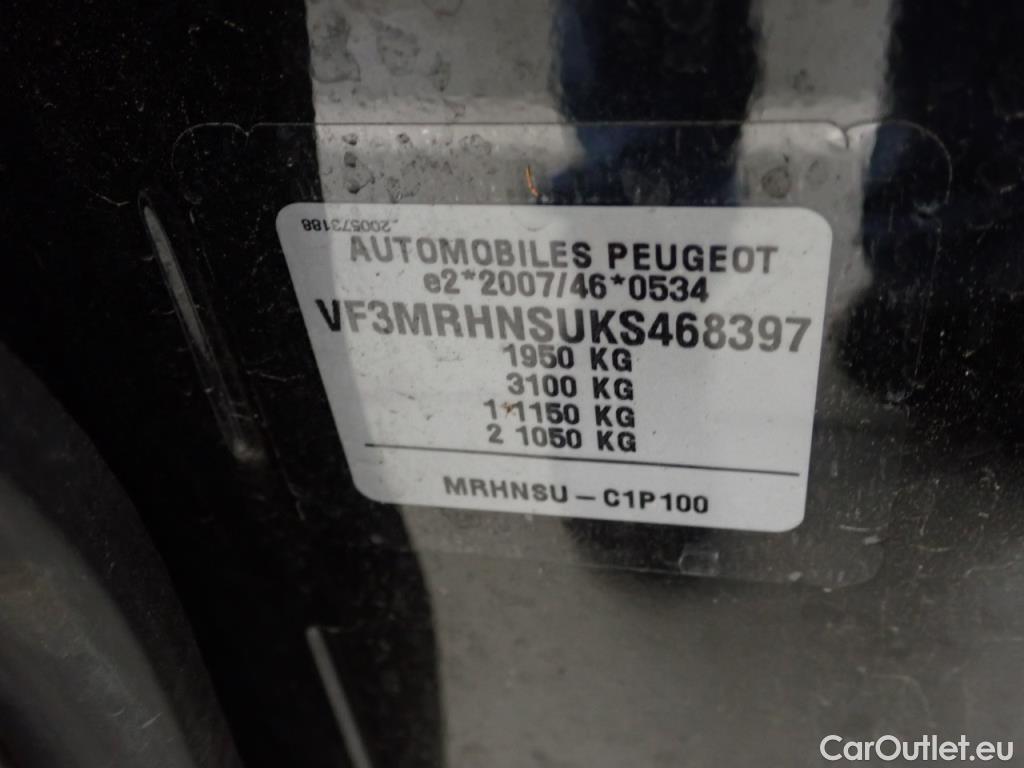 .200573188
AUTOMOBILES PEUGEOT
e2*2007/46*0534
VF3MRHNSUKS468397
1950 KG
3100 KG
1 1150 KG
2 1050 KG
MRHNSU – C1P100
CarOutlet.eu